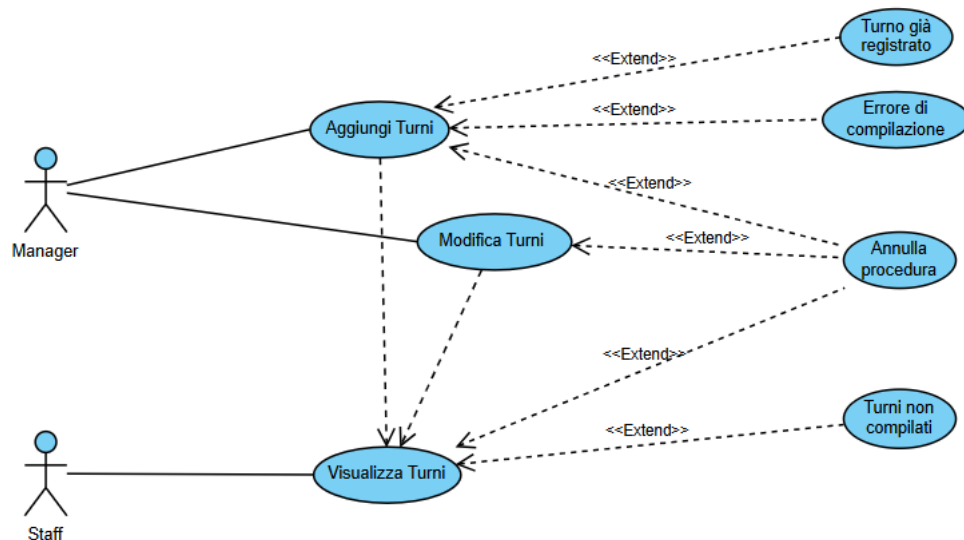 Turno già
registrato
<<Extend>>
Aggiungi Turni
<<Extend>>
Errore di
compilazione
<<Extend>>
Manager
Modifica Turni
<<Extend>>
Annulla
procedura
<<Extend>>
Turni non
compilati
<<Extend>>
Visualizza Turni
Staff